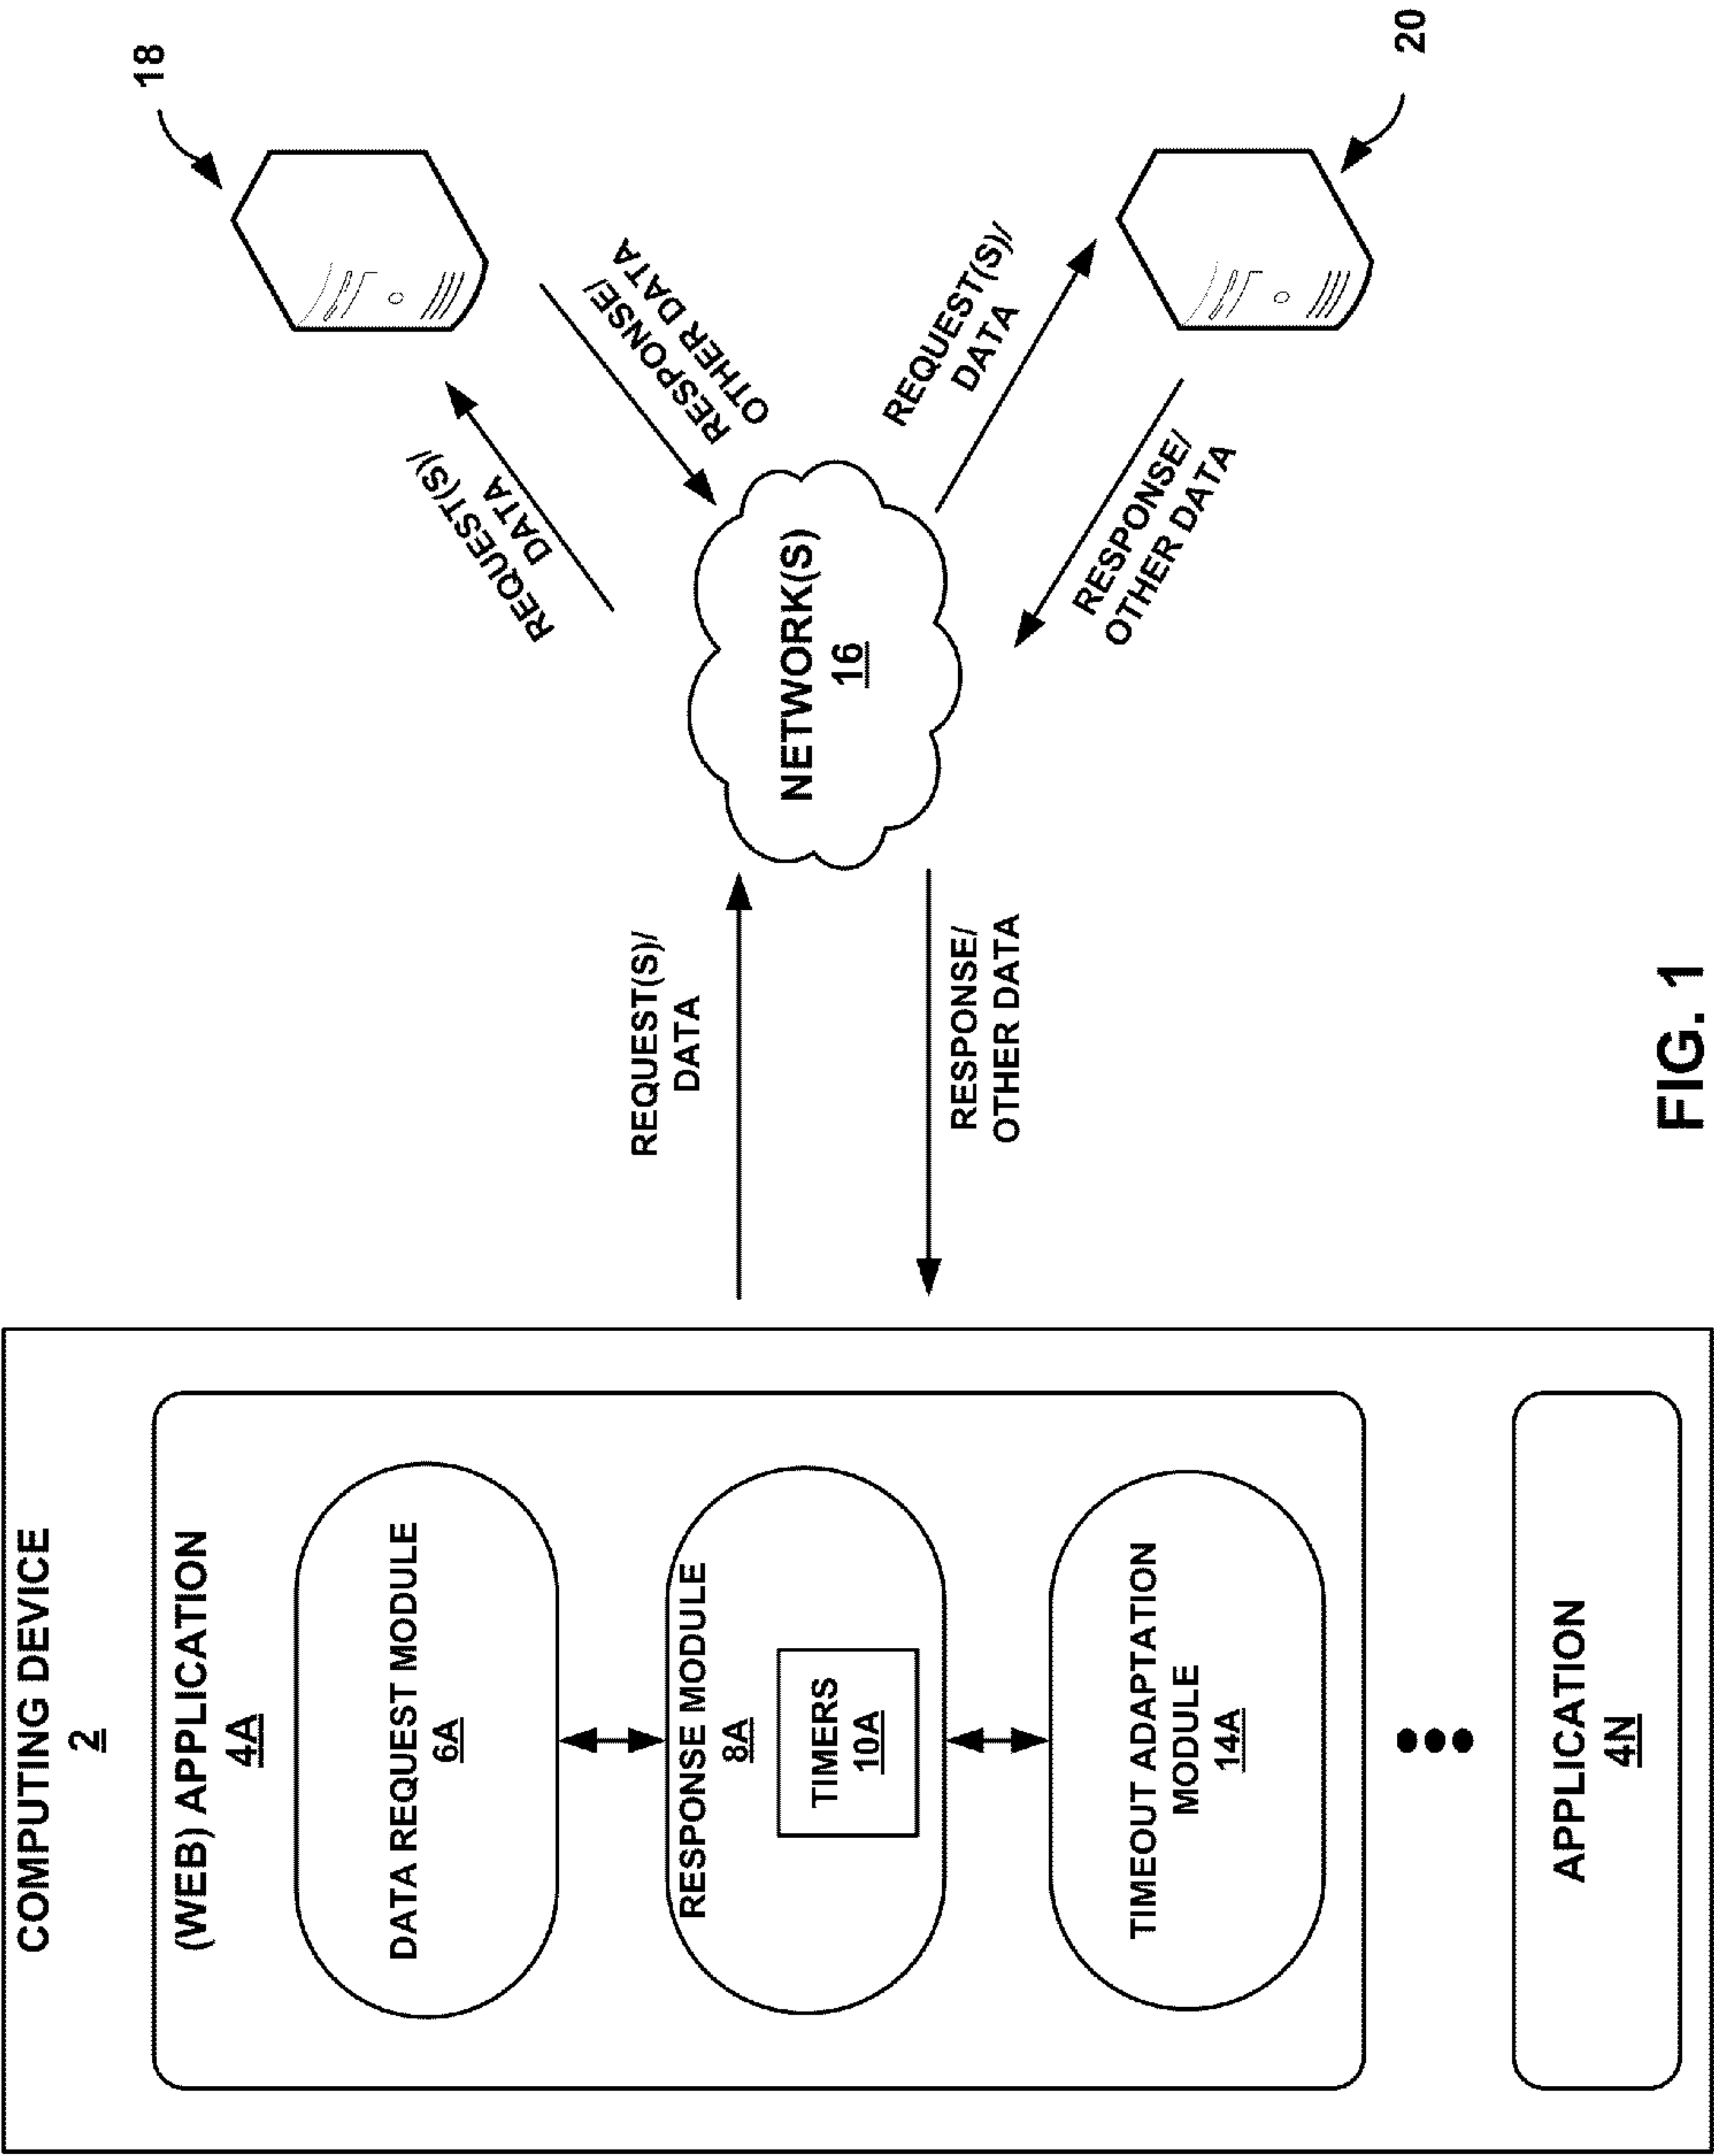 COMPUTING DEVICE
2
(WEB) APPLICATION
4A
DATA REQUEST MODULE
6A
RESPONSE MODULE
8A
TIMERS
10A
TIMEOUT ADAPTATION
MODULE
14A
APPLICATION
4N
REQUEST(S)/
DATA
RESPONSE/
OTHER DATA
NETWORK(S)
16
REQUEST(S)/
DATA
RESPONSE/
OTHER DATA
18
REQUEST(S)/
DATA
RESPONSE/
OTHER DATA
20
FIG. 1